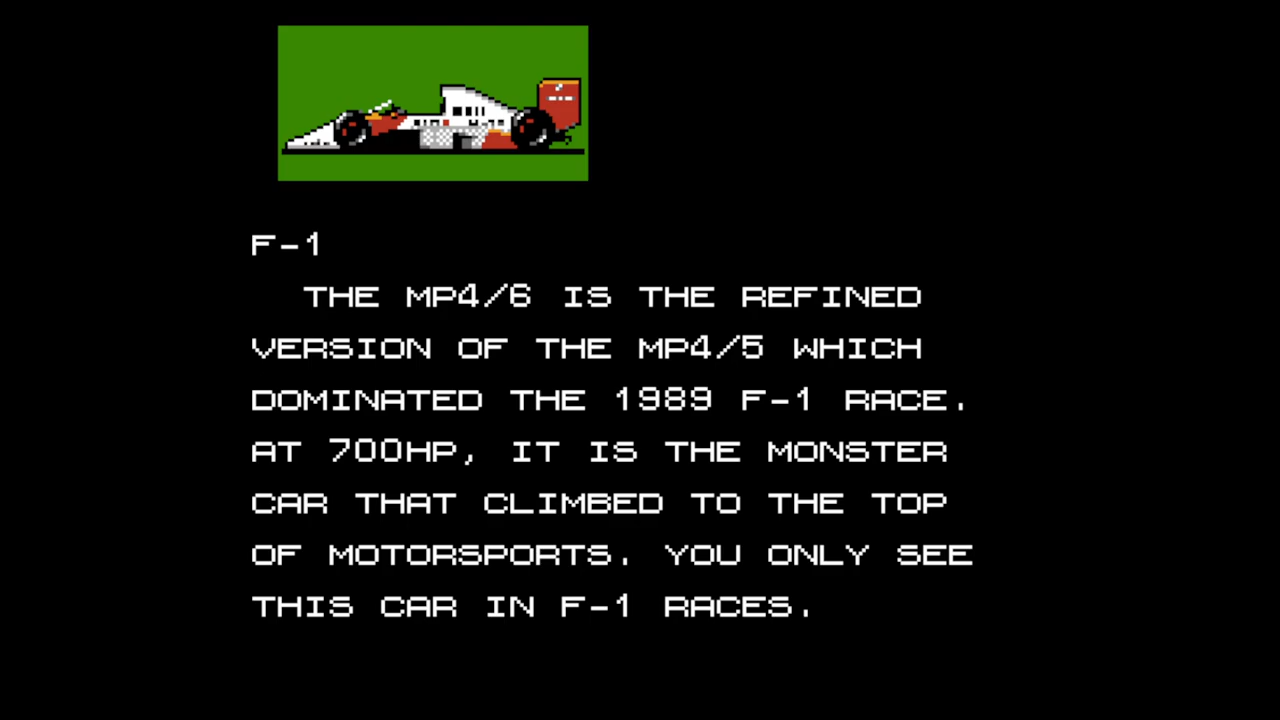 F-1
THE MP4/6 IS THE REFINED
VERSION OF THE MP4/5 WHICH
DOMINATED THE 1989 F-1 RACE.
AT 700HP, IT IS THE MONSTER
CAR THAT CLIMBED TO THE TOP
OF MOTORSPORTS. YOU ONLY SEE
THIS CAR IN F-1 RACES.